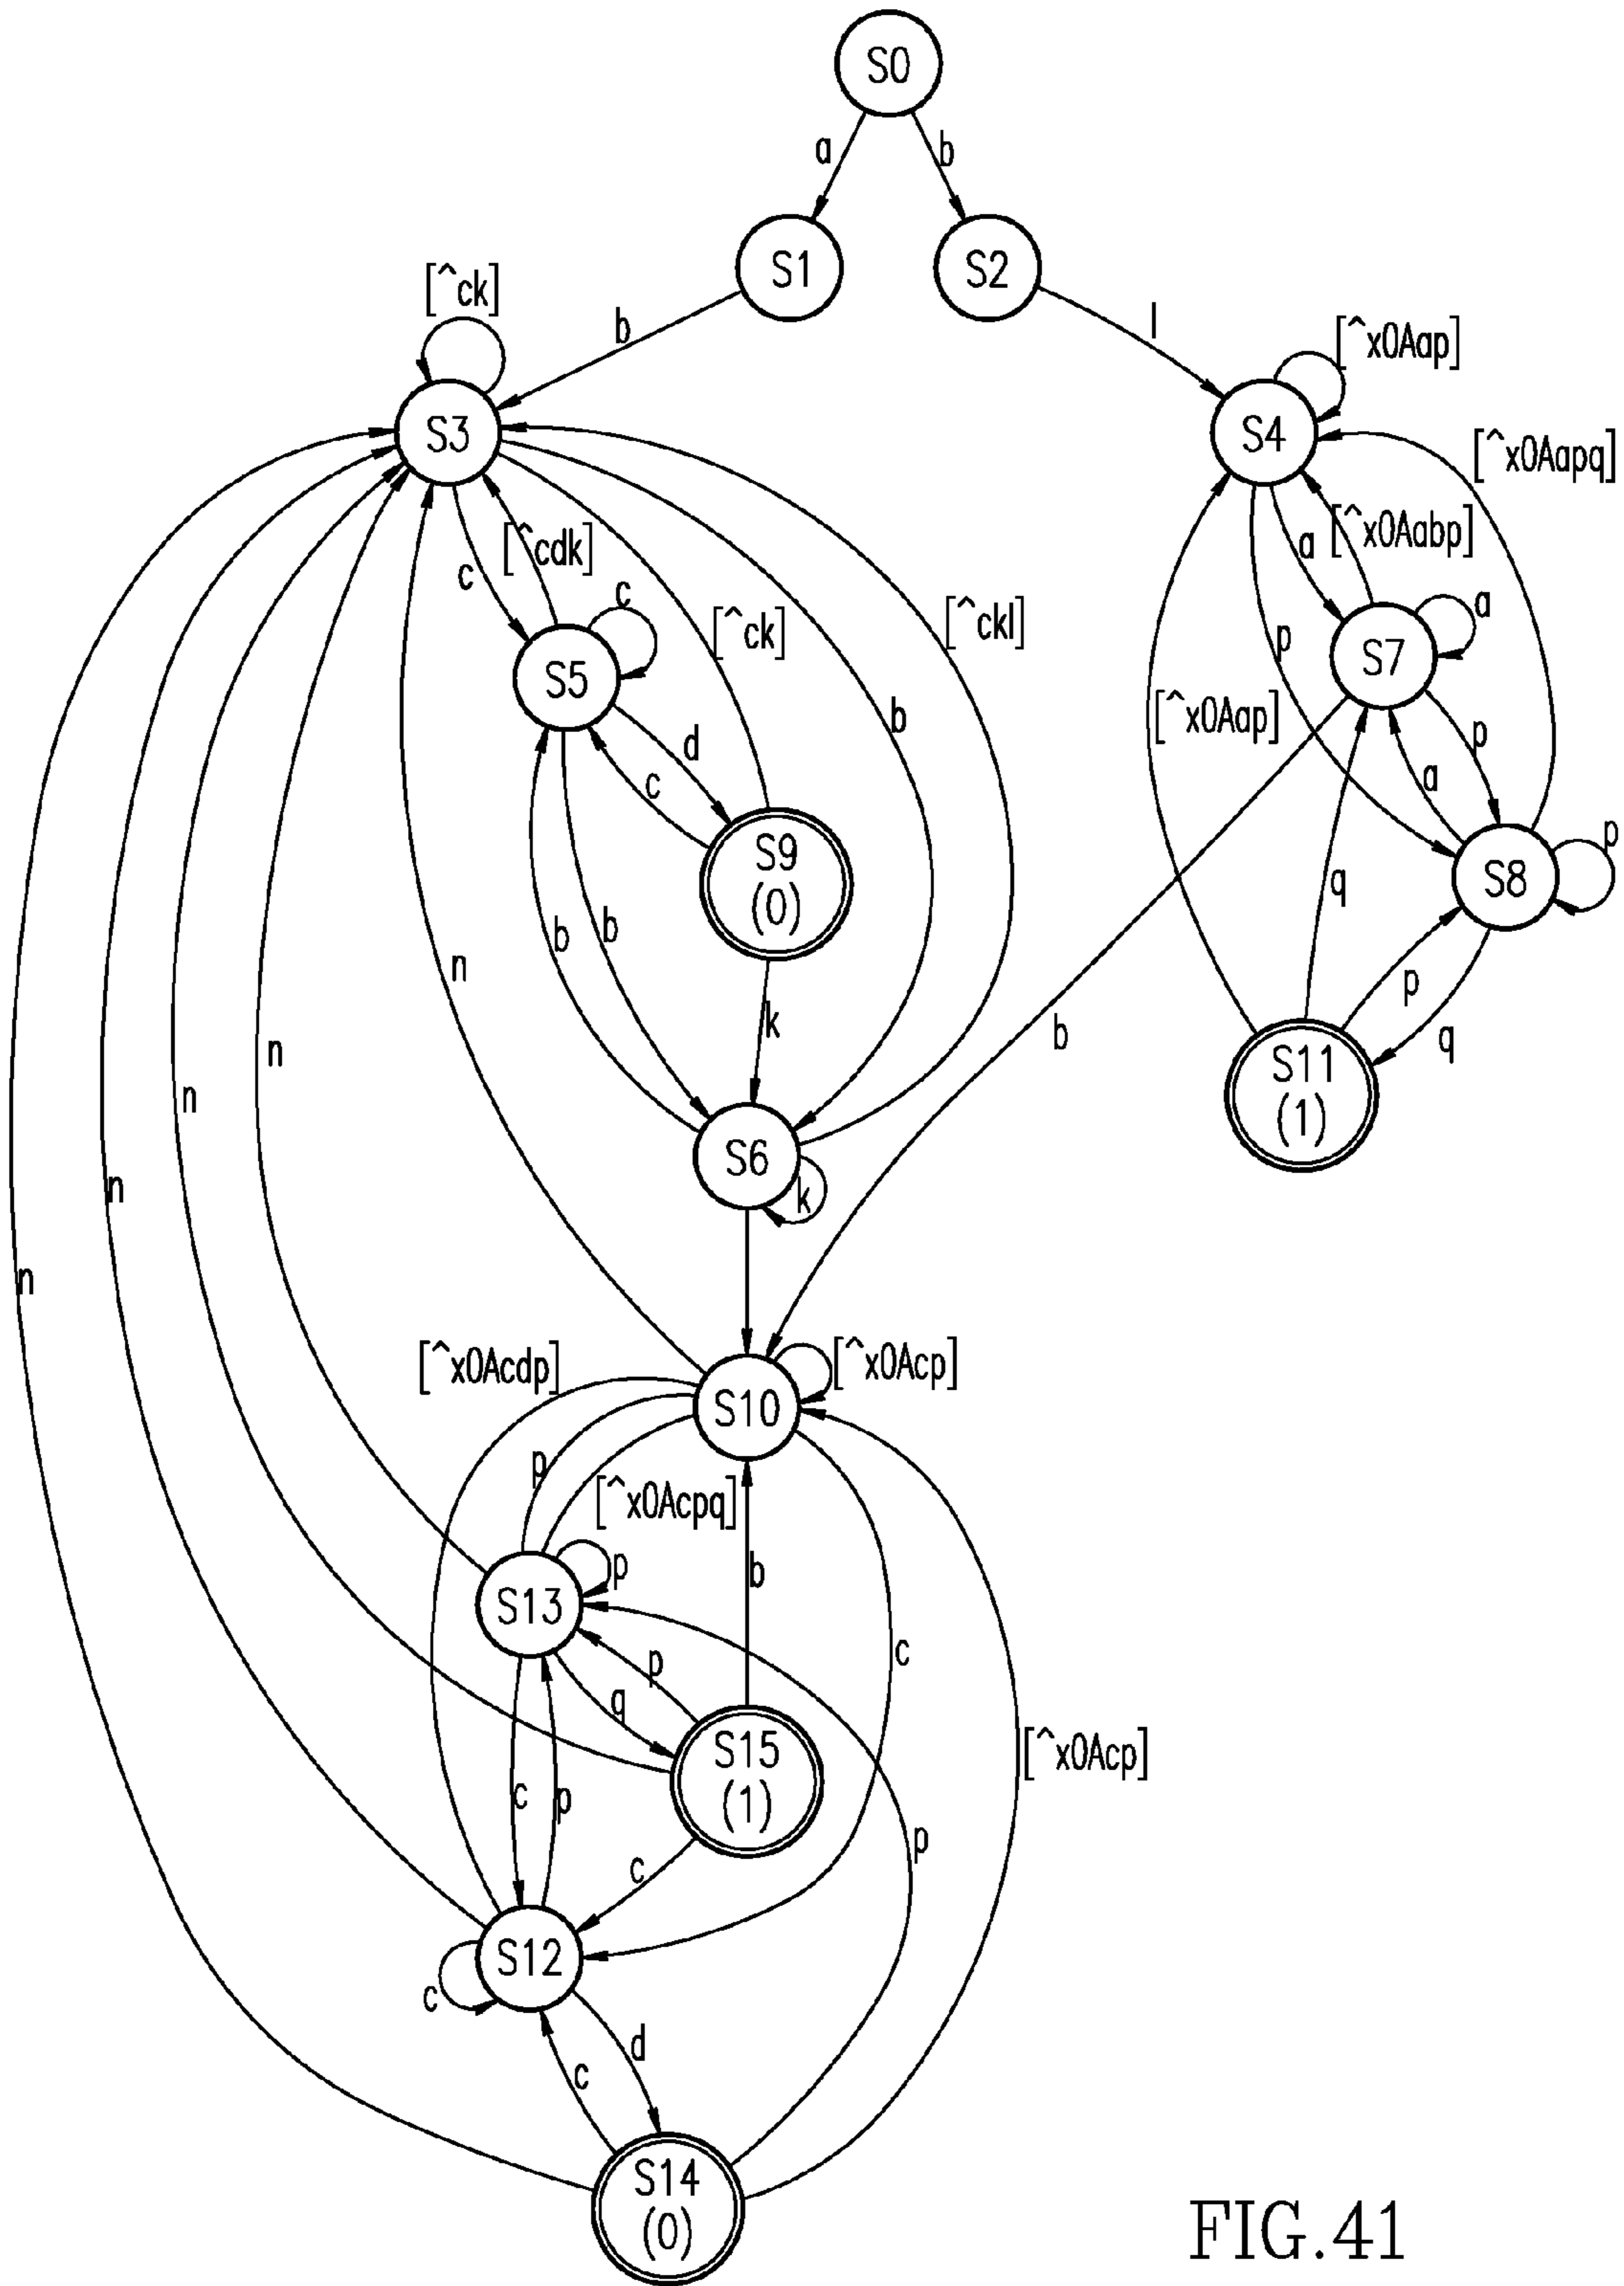 S0
a
b
S1
S2
[^ck]
b
l
[^x0Aap]
S3
S4
[^x0Aapq]
c
[^cdk]
a
[^x0Aabp]
c
[^ck]
[^ckl]
a
S5
p
S7
d
b
[^x0Aap]
p
c
a
S9
(0)
p
S8
q
b
b
n
k
p
b
q
n
S11
(1)
n
S6
n
k
n
[^x0Acdp]
[^x0Acp]
S10
p
[^x0Acpq]
p
b
S13
c
p
q
S15
(1)
[^x0Acp]
c
p
p
c
S12
c
d
c
S14
(0)
FIG.41